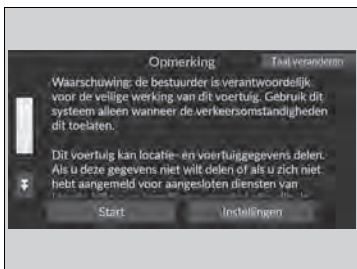 Opmerking
Taal veranderen
Waarschuwing: de bestuurder is verantwoordelijk
voor de veilige werking van dit voertuig. Gebruik dit
systeem alleen wanneer de verkeersomstandigheden
dit toelaten.
Dit voertuig kan locatie- en voertuiggegevens delen.
Als u deze gegevens niet wilt delen of als u zich niet
hebt aangemeld voor aangesloten diensten van
Start
Instellingen